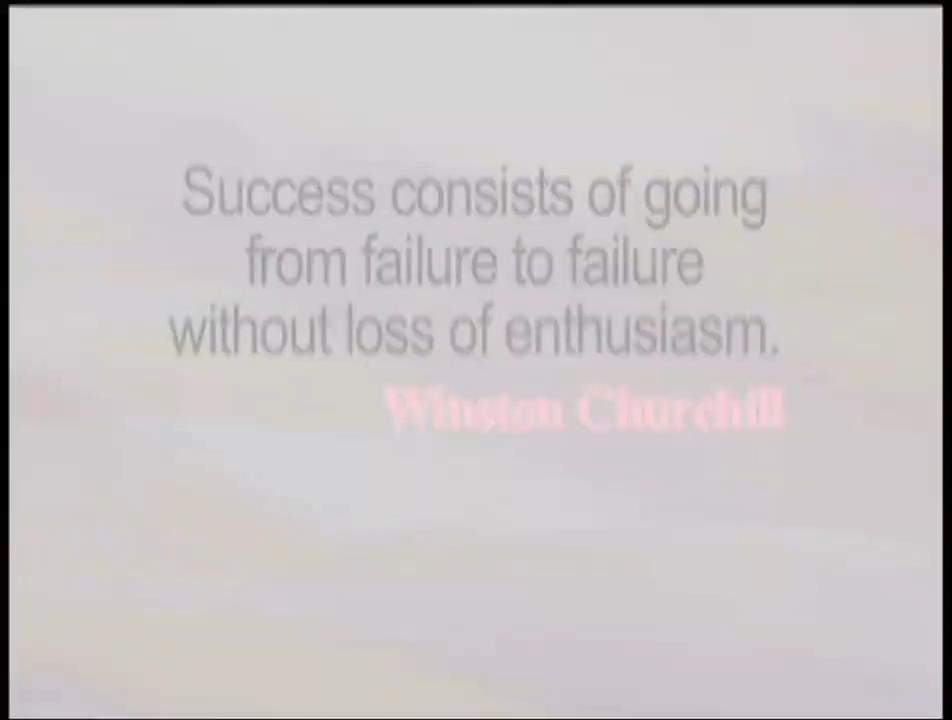 Success consists of going
from failure to failure
without loss of enthusiasm.
Winston Churchill